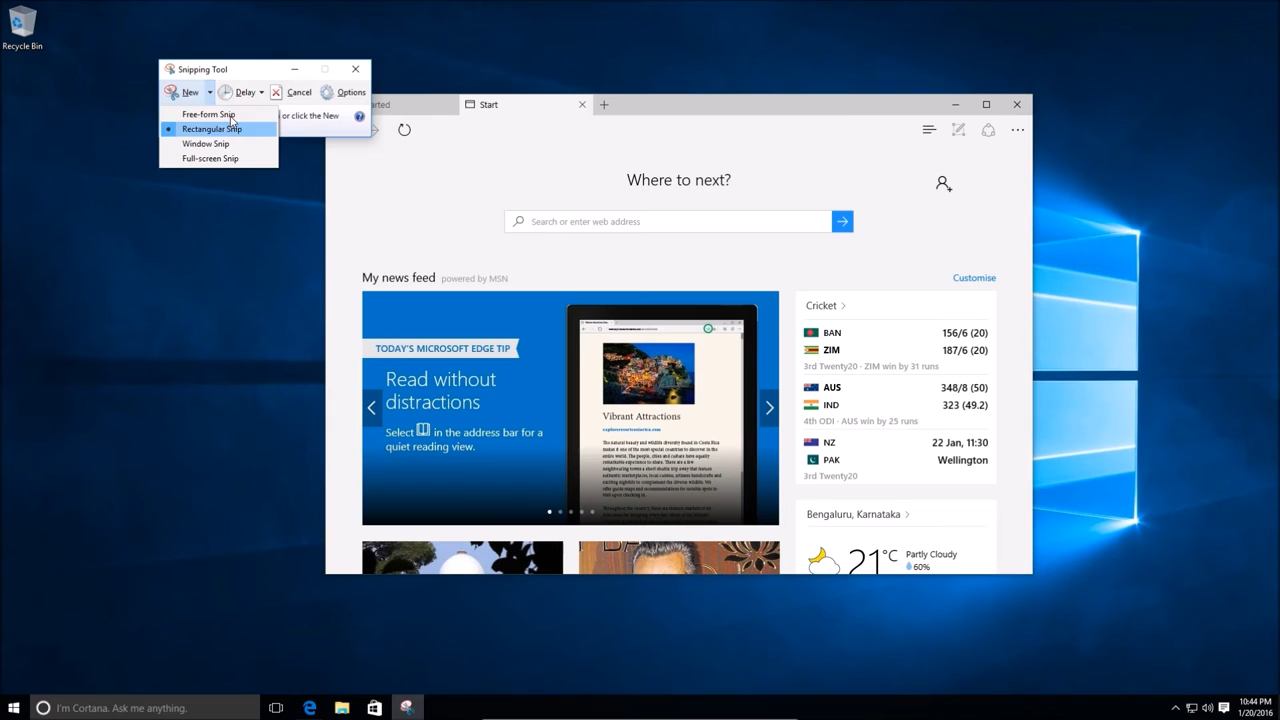 Recycle Bin
Snipping Tool
New
Delay
Cancel
Options
or click the New
Free-form Snip
Rectangular Snip
Window Snip
Full-screen Snip
arted
Start
Where to next?
Search or enter web address
My news feed powered by MSN
Customise
TODAY'S MICROSOFT EDGE TIP
Read without
distractions
Select in the address bar for a
quiet reading view.
Vibrant Attractions
Cricket
BAN 156/6 (20)
ZIM 187/6 (20)
3rd Twenty20 · ZIM win by 31 runs
AUS 348/8 (50)
IND 323 (49.2)
4th ODI · AUS win by 25 runs
NZ 22 Jan, 11:30
PAK Wellington
3rd Twenty20
Bengaluru, Karnataka
21°C
Partly Cloudy
60%
I'm Cortana. Ask me anything.
10:44 PM
1/20/2016